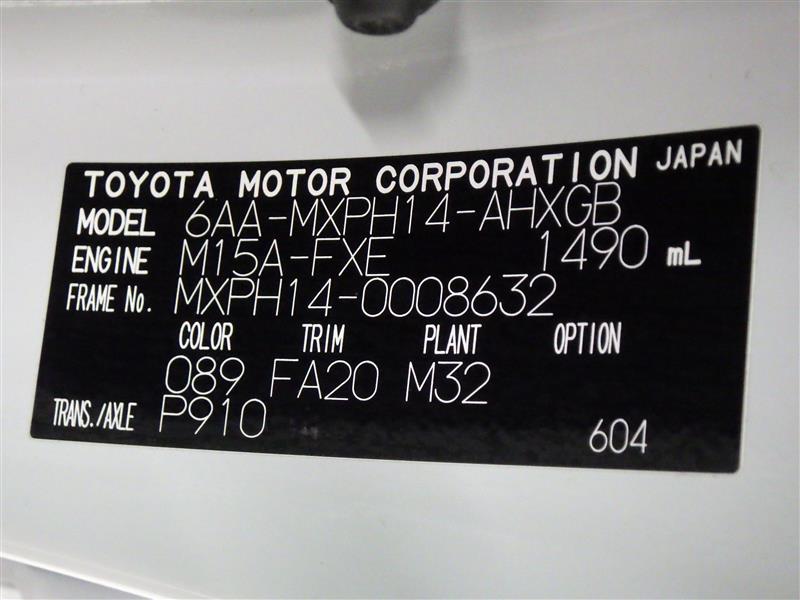 TOYOTA MOTOR CORPORATION JAPAN
MODEL 6AA-MXPH14-AHXGB
ENGINE M15A-FXE 1490 mL
FRAME No. MXPH14-0008632
COLOR TRIM PLANT OPTION
089 FA20 M32
TRANS./AXLE P910
604